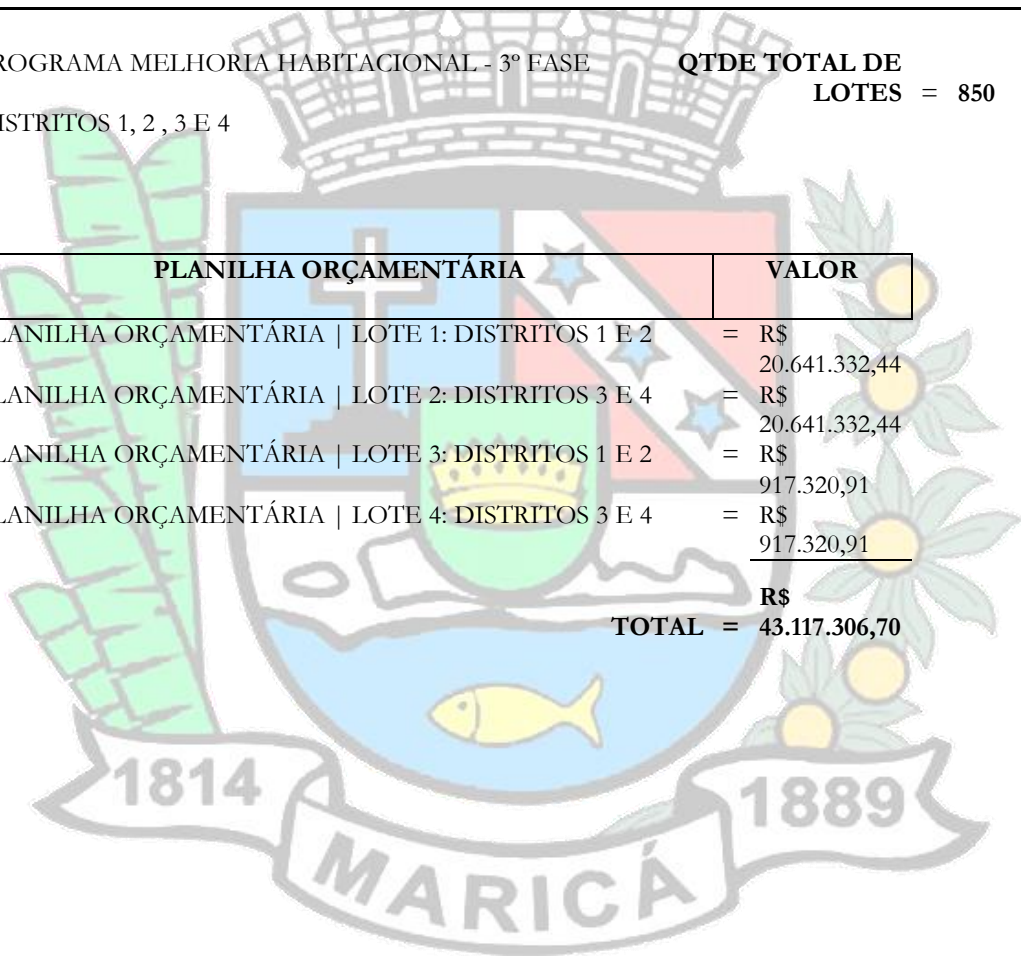 ROGRAMA MELHORIA HABITACIONAL - 3º FASE QTDE TOTAL DE
LOTES = 850
ISTRITOS 1, 2 , 3 E 4
PLANILHA ORÇAMENTÁRIA VALOR
LANILHA ORÇAMENTÁRIA | LOTE 1: DISTRITOS 1 E 2 = R$
20.641.332,44
LANILHA ORÇAMENTÁRIA | LOTE 2: DISTRITOS 3 E 4 = R$
20.641.332,44
LANILHA ORÇAMENTÁRIA | LOTE 3: DISTRITOS 1 E 2 = R$
917.320,91
LANILHA ORÇAMENTÁRIA | LOTE 4: DISTRITOS 3 E 4 = R$
917.320,91
R$
TOTAL = 43.117.306,70
1814 1889
MARICÁ